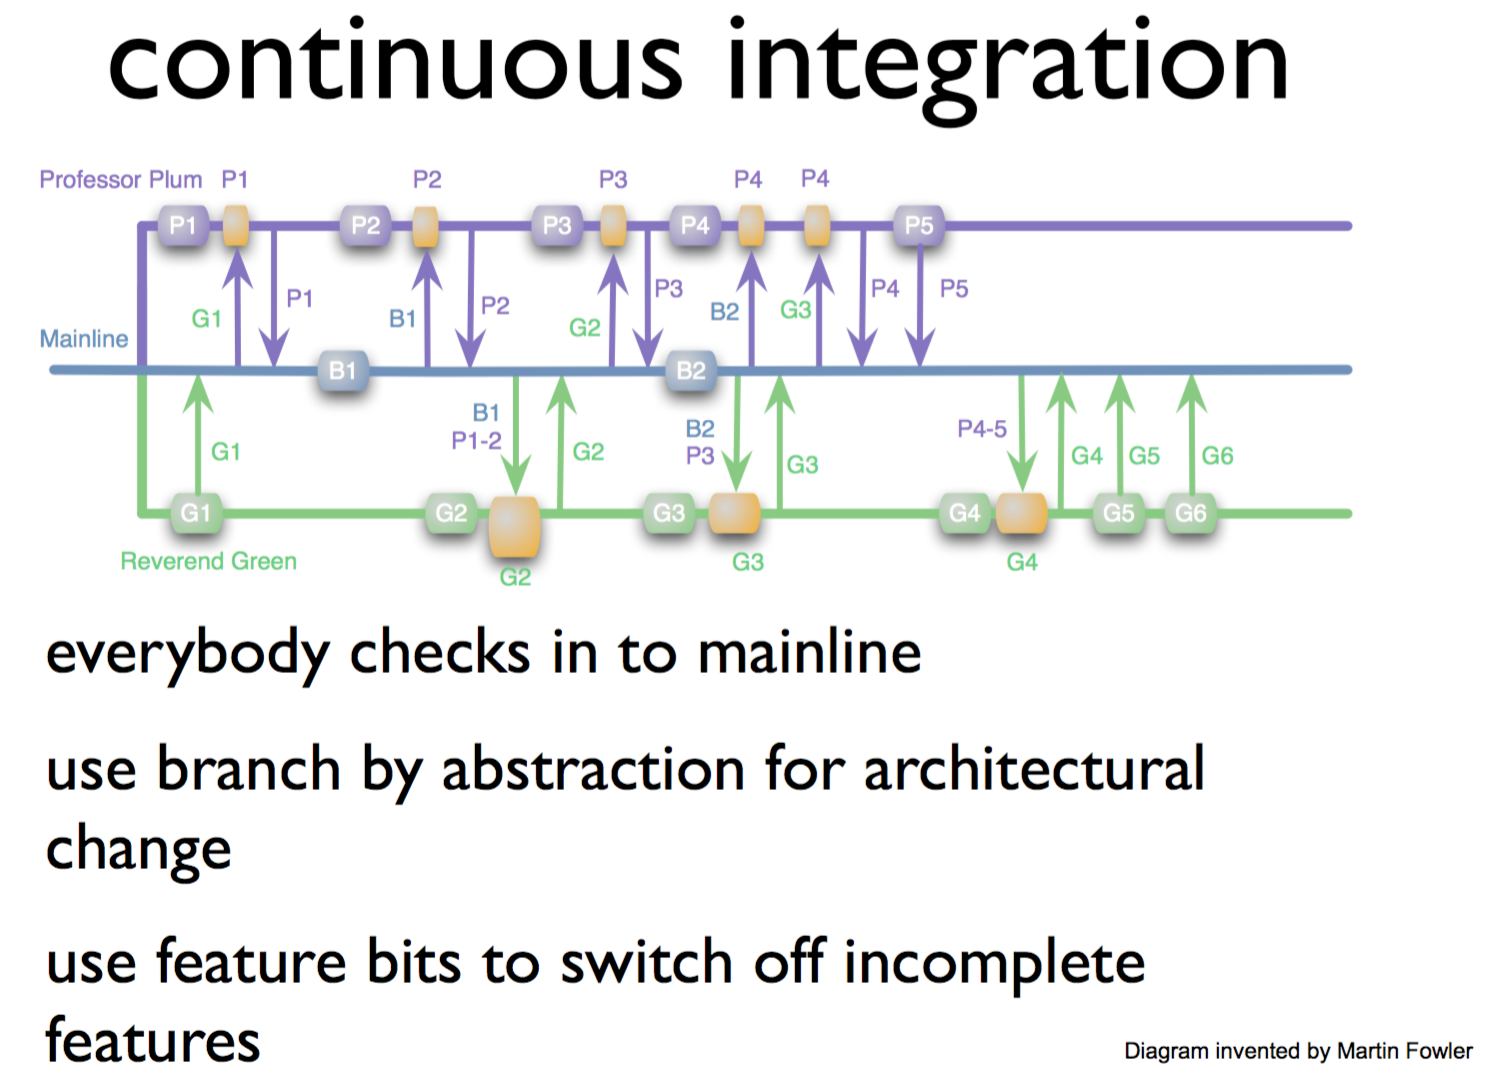 continuous integration
Professor Plum P1 P2 P3 P4 P4
P1 P2 P3 P4 P5
G1 P1 B1 P2 G2 P3 B2 G3 P4 P5
Mainline
B1 B2
G1 B1 P1-2 G2 B2 P3 G3 P4-5 G4 G5 G6
G1 G2 G3 G4 G5 G6
Reverend Green G2 G3 G4
everybody checks in to mainline
use branch by abstraction for architectural
change
use feature bits to switch off incomplete
features
Diagram invented by Martin Fowler